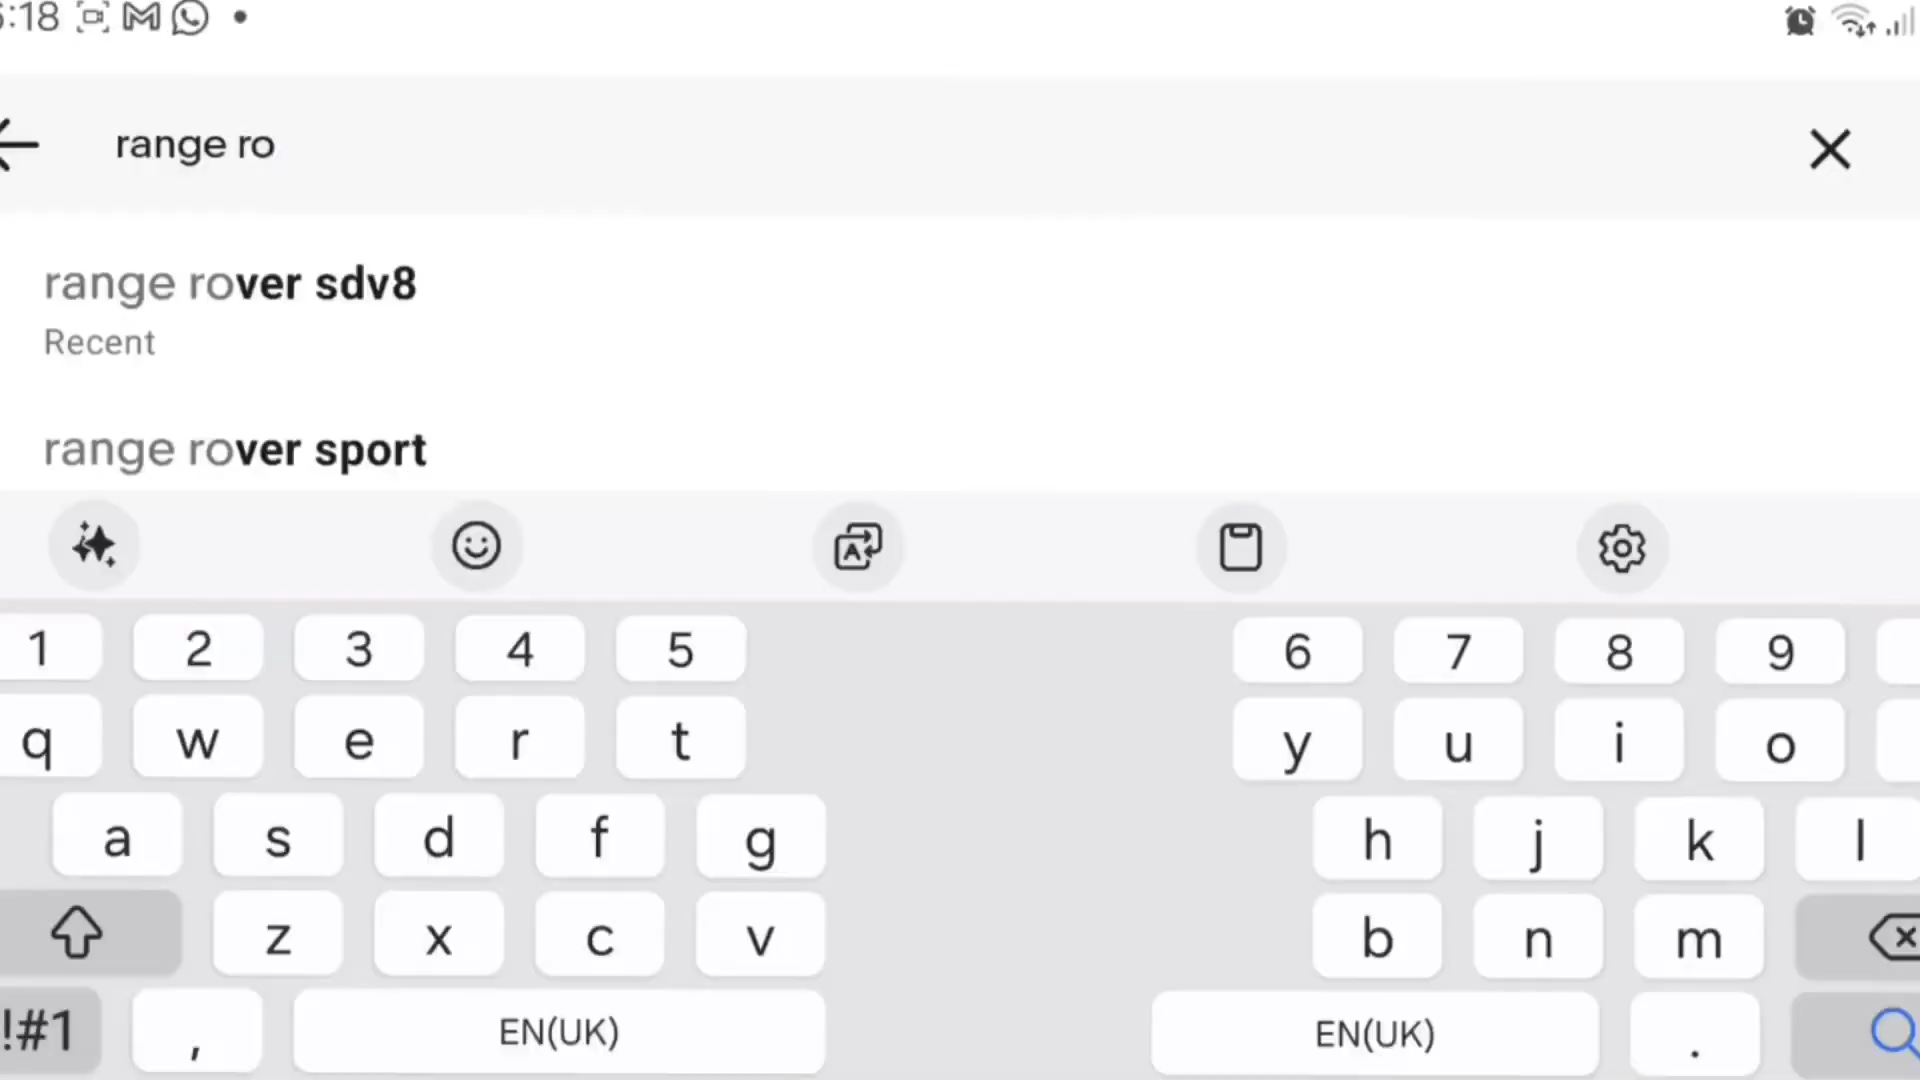 :18
range ro
range rover sdv8
Recent
range rover sport
1 2 3 4 5 6 7 8 9
q w e r t y u i o
a s d f g h j k l
z x c v b n m
!#1 , EN(UK) EN(UK) .